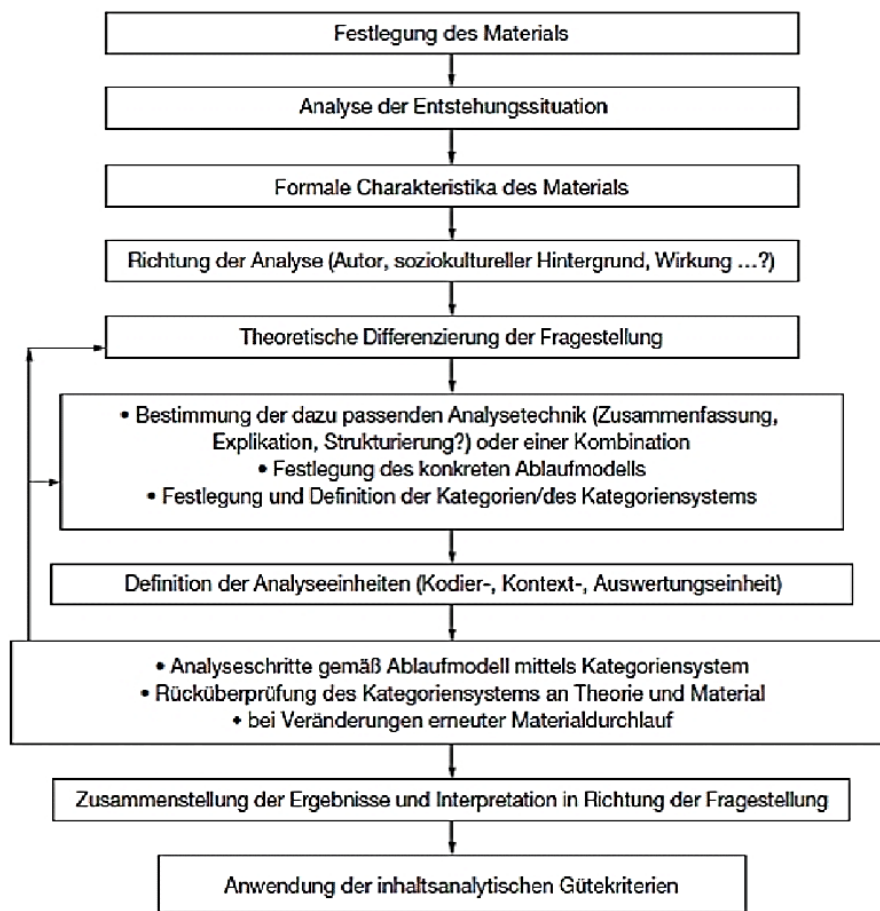 Festlegung des Materials
Analyse der Entstehungssituation
Formale Charakteristika des Materials
Richtung der Analyse (Autor, soziokultureller Hintergrund, Wirkung …?)
Theoretische Differenzierung der Fragestellung
• Bestimmung der dazu passenden Analysetechnik (Zusammenfassung,
Explikation, Strukturierung?) oder einer Kombination
• Festlegung des konkreten Ablaufmodells
• Festlegung und Definition der Kategorien/des Kategoriensystems
Definition der Analyseeinheiten (Kodier-, Kontext-, Auswertungseinheit)
• Analyseschritte gemäß Ablaufmodell mittels Kategoriensystem
• Rücküberprüfung des Kategoriensystems an Theorie und Material
• bei Veränderungen erneuter Materialdurchlauf
Zusammenstellung der Ergebnisse und Interpretation in Richtung der Fragestellung
Anwendung der inhaltsanalytischen Gütekriterien